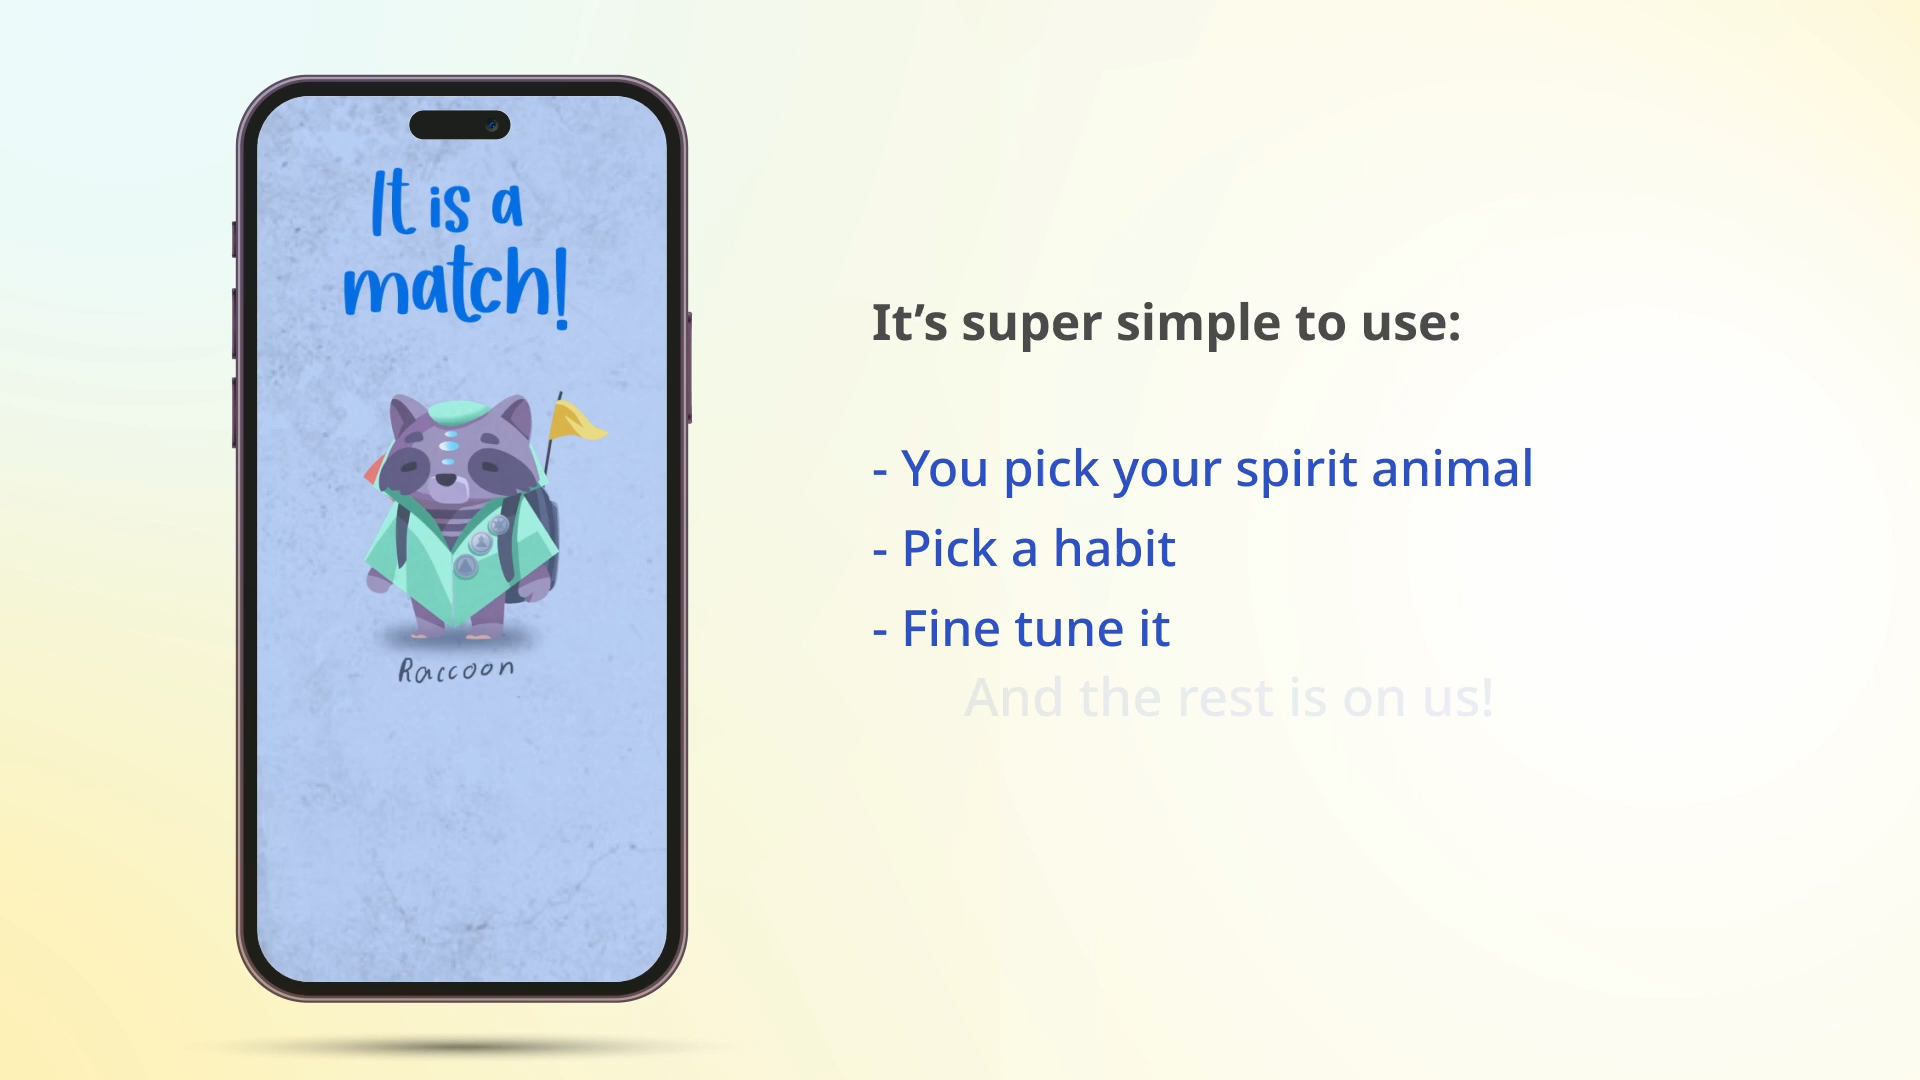 It is a
match!
Raccoon
It’s super simple to use:
- You pick your spirit animal
- Pick a habit
- Fine tune it
And the rest is on us!